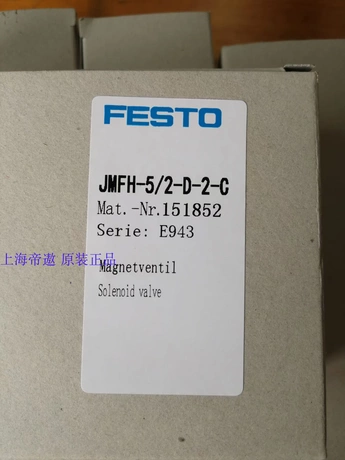 FESTO
JMFH-5/2-D-2-C
Mat.-Nr.151852
Serie: E943
上海帝遨 原装正品
Magnetventil
Solenoid valve